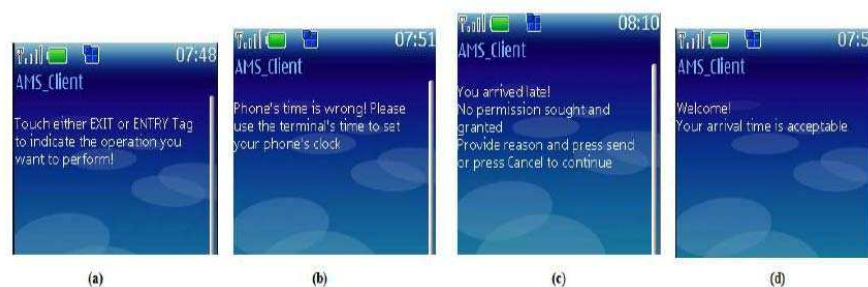 07:48
AMS_Client
Touch either EXIT or ENTRY Tag
to indicate the operation you
want to perform!
(a)
07:51
AMS_Client
Phone's time is wrong! Please
use the terminal's time to set
your phone's clock
(b)
08:10
AMS_Client
You arrived late!
No permission sought and
granted
Provide reason and press send
or press Cancel to continue
(c)
AMS_Client
Welcome!
Your arrival time is acceptable
(d)